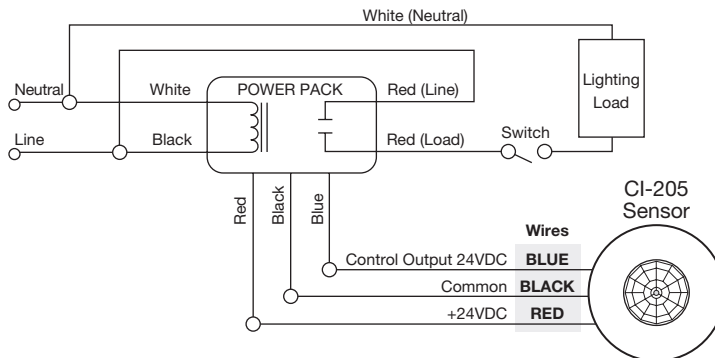 White (Neutral)
Neutral
White
POWER PACK
Red (Line)
Lighting
Load
Line
Black
Red (Load)
Switch
Red
Black
Blue
CI-205
Sensor
Wires
Control Output 24VDC BLUE
Common BLACK
+24VDC RED